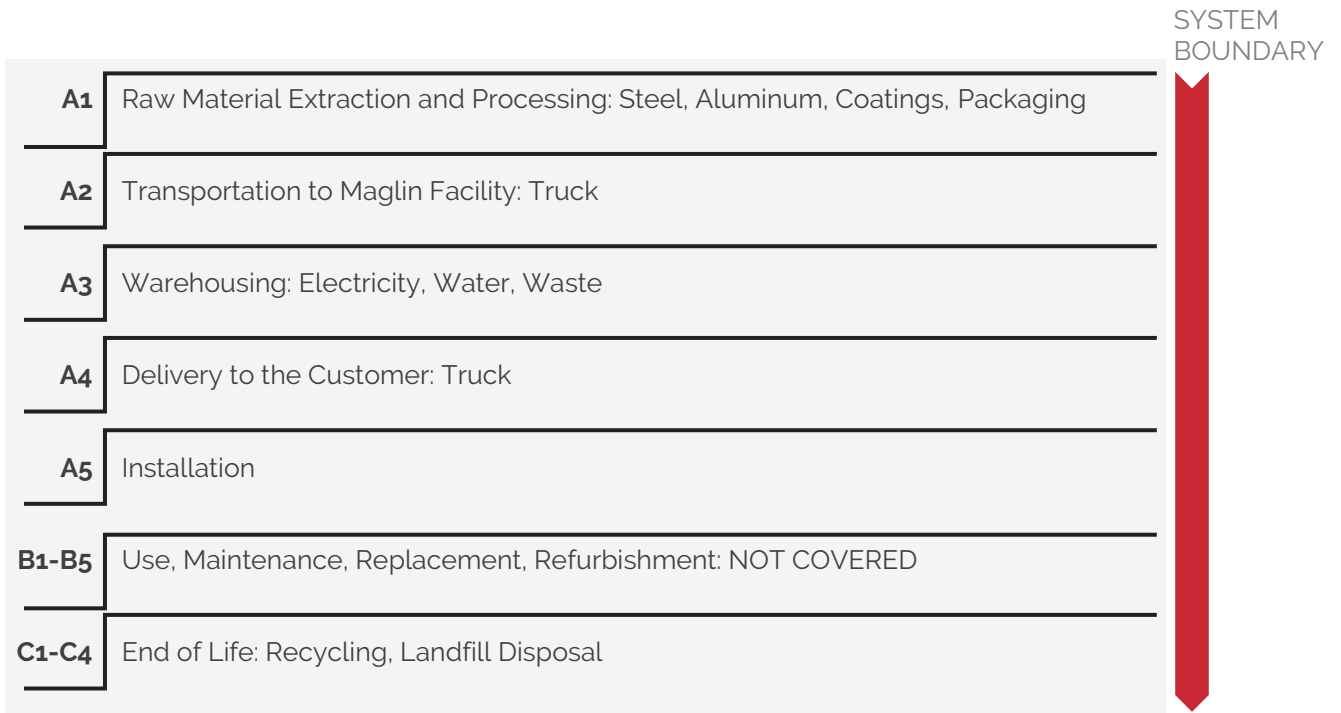 SYSTEM
BOUNDARY
A1 Raw Material Extraction and Processing: Steel, Aluminum, Coatings, Packaging
A2 Transportation to Maglin Facility: Truck
A3 Warehousing: Electricity, Water, Waste
A4 Delivery to the Customer: Truck
A5 Installation
B1-B5 Use, Maintenance, Replacement, Refurbishment: NOT COVERED
C1-C4 End of Life: Recycling, Landfill Disposal